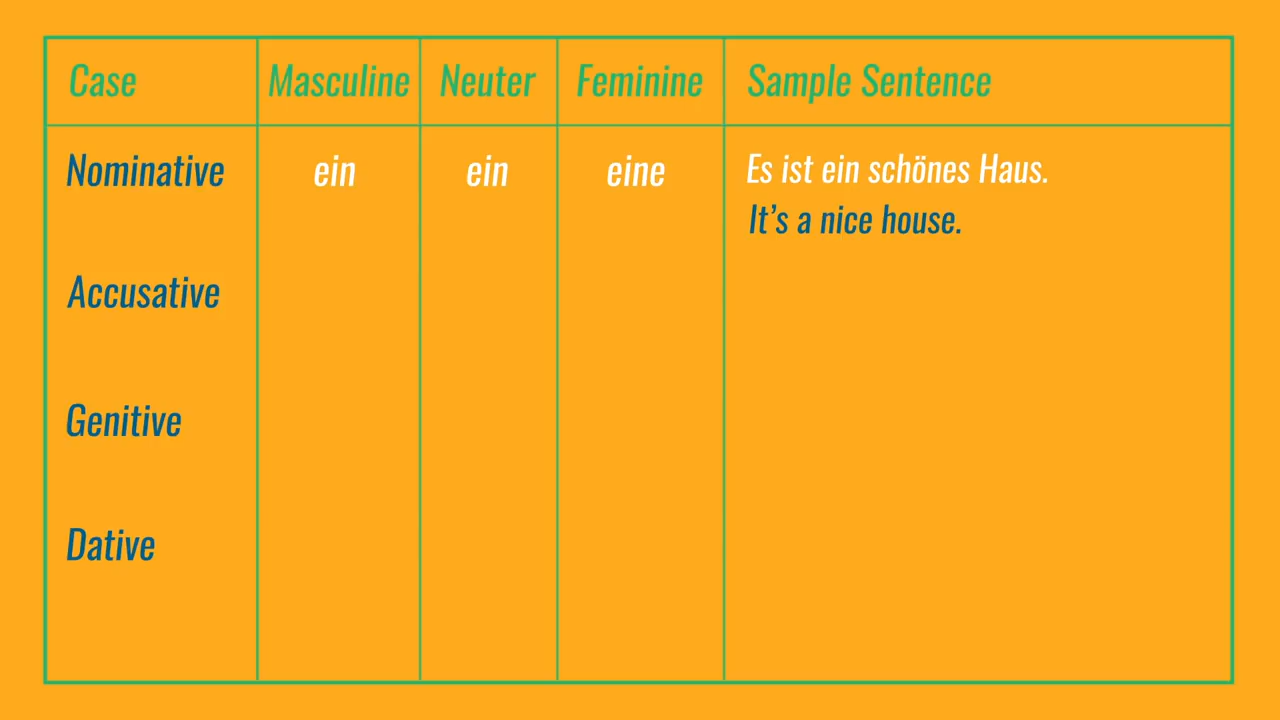 Case Masculine Neuter Feminine Sample Sentence
Nominative ein ein eine Es ist ein schönes Haus.
It's a nice house.
Accusative
Genitive
Dative